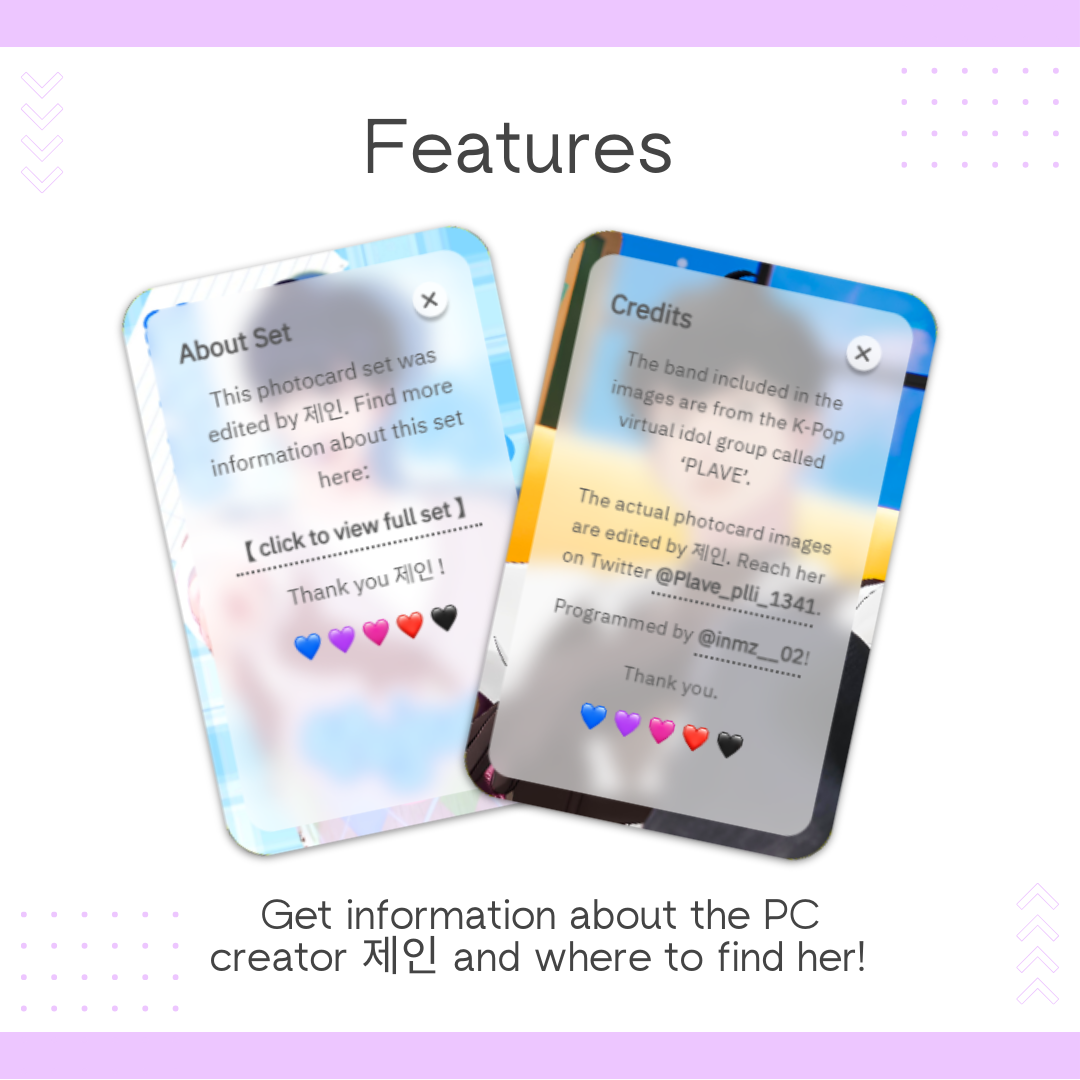 Features
About Set
This photocard set was
edited by 제인. Find more
information about this set
here:
【 click to view full set 】
Thank you 제인 !
💙💜💗❤️🖤
Credits
The band included in the
images are from the K-Pop
virtual idol group called
‘PLAVE’.
The actual photocard images
are edited by 제인. Reach her
on Twitter @Plave_plli_1341.
Programmed by @inmz__02!
Thank you.
💙💜💗❤️🖤
Get information about the PC
creator 제인 and where to find her!